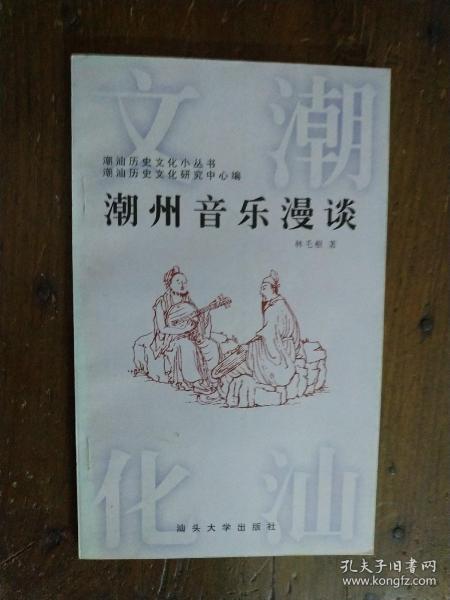 潮汕
文化
潮汕历史文化小丛书
潮汕历史文化研究中心编
潮州音乐漫谈
林毛根 著
汕头大学出版社
孔夫子旧书网
www.kongfz.com